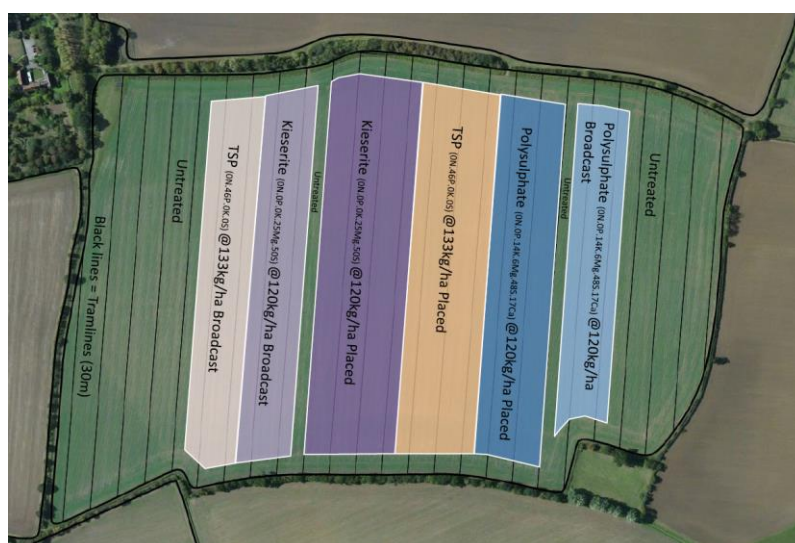 Black lines = Tramlines (30m)
Untreated
TSP (0N.46P.0K.0S) @133kg/ha Broadcast
Kieserite (0N.0P.0K.25Mg.50S) @120kg/ha Broadcast
Untreated
Kieserite (0N.0P.0K.25Mg.50S) @120kg/ha Placed
TSP (0N.46P.0K.0S) @133kg/ha Placed
Polysulphate (0N.0P.14K.6Mg.48S.17Ca) @120kg/ha Placed
Untreated
Polysulphate (0N.0P.14K.6Mg.48S.17Ca) @120kg/ha
Broadcast
Untreated